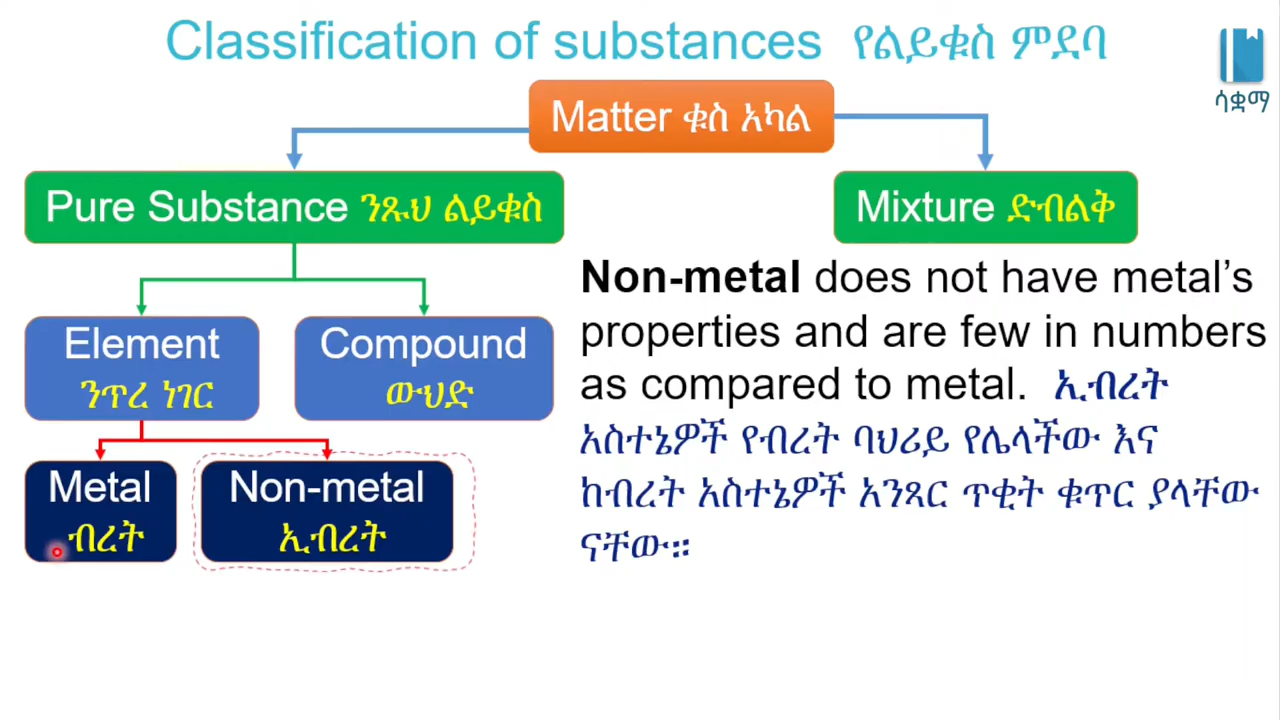 Classification of substances የልይቁስ ምደባ
ሳቋማ
Matter ቁስ አካል
Pure Substance ንጹህ ልይቁስ
Mixture ድብልቅ
Element
ንጥረ ነገር
Compound
ውህድ
Metal
ብረት
Non-metal
ኢብረት
Non-metal does not have metal’s
properties and are few in numbers
as compared to metal. ኢብረት
አስተኔዎች የብረት ባህሪይ የሌላችው እና
ከብረት አስተኔዎች አንጻር ጥቂት ቁጥር ያላቸው
ናቸው።